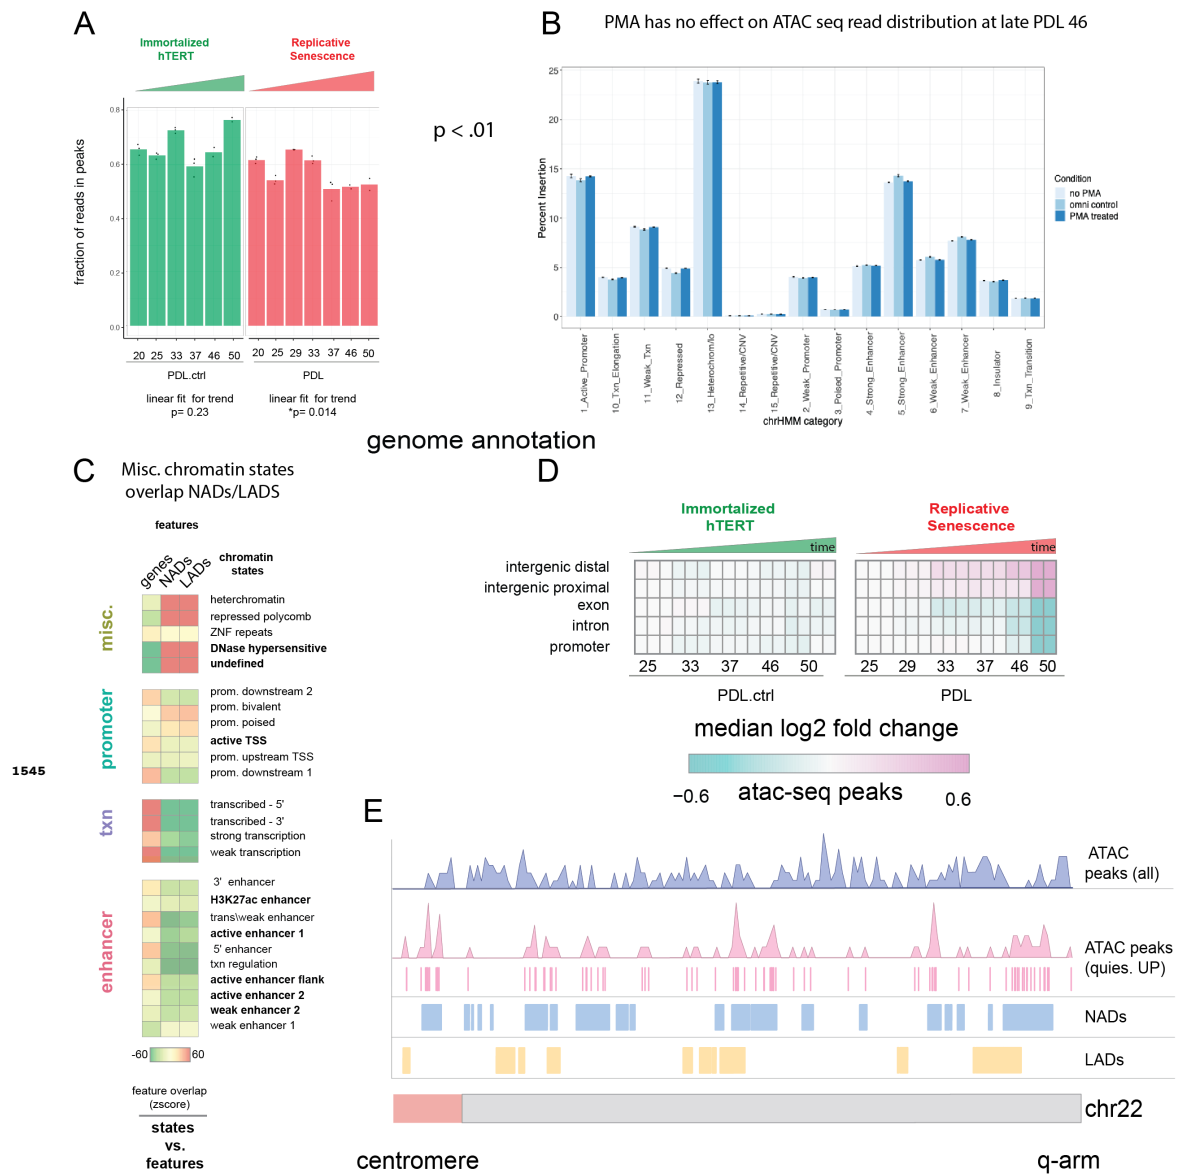 A
Immortalized
hTERT
Replicative
Senescence
fraction of reads in peaks
0.8
0.6
0.4
0.2
0.0
20 25 33 37 46 50
20 25 29 33 37 46 50
PDL.ctrl
PDL
linear fit for trend
p= 0.23
linear fit for trend
*p= 0.014
p < .01
B
PMA has no effect on ATAC seq read distribution at late PDL 46
Percent Insertion
25
20
15
10
5
0
1_Active_Promoter
10_Txn_Elongation
11_Weak_Txn
12_Repressed
13_Heterochrom/lo
14_Repetitive/CNV
15_Repetitive/CNV
2_Weak_Promoter
3_Poised_Promoter
4_Strong_Enhancer
5_Strong_Enhancer
6_Weak_Enhancer
7_Weak_Enhancer
8_Insulator
9_Txn_Transition
chrHMM category
Condition
no PMA
omni control
PMA treated
genome annotation
C
Misc. chromatin states
overlap NADs/LADS
features
genes
NADs
LADs
chromatin
states
misc.
heterchromatin
repressed polycomb
ZNF repeats
DNase hypersensitive
undefined
promoter
prom. downstream 2
prom. bivalent
prom. poised
active TSS
prom. upstream TSS
prom. downstream 1
1545
txn
transcribed - 5'
transcribed - 3'
strong transcription
weak transcription
enhancer
3' enhancer
H3K27ac enhancer
trans\weak enhancer
active enhancer 1
5' enhancer
txn regulation
active enhancer flank
active enhancer 2
weak enhancer 2
weak enhancer 1
-60 60
feature overlap
(zscore)
states
vs.
features
D
Immortalized
hTERT
Replicative
Senescence
time
time
intergenic distal
intergenic proximal
exon
intron
promoter
25 33 37 46 50
25 29 33 37 46 50
PDL.ctrl
PDL
median log2 fold change
−0.6
atac-seq peaks
0.6
E
ATAC
peaks (all)
ATAC peaks
(quies. UP)
NADs
LADs
chr22
centromere
q-arm